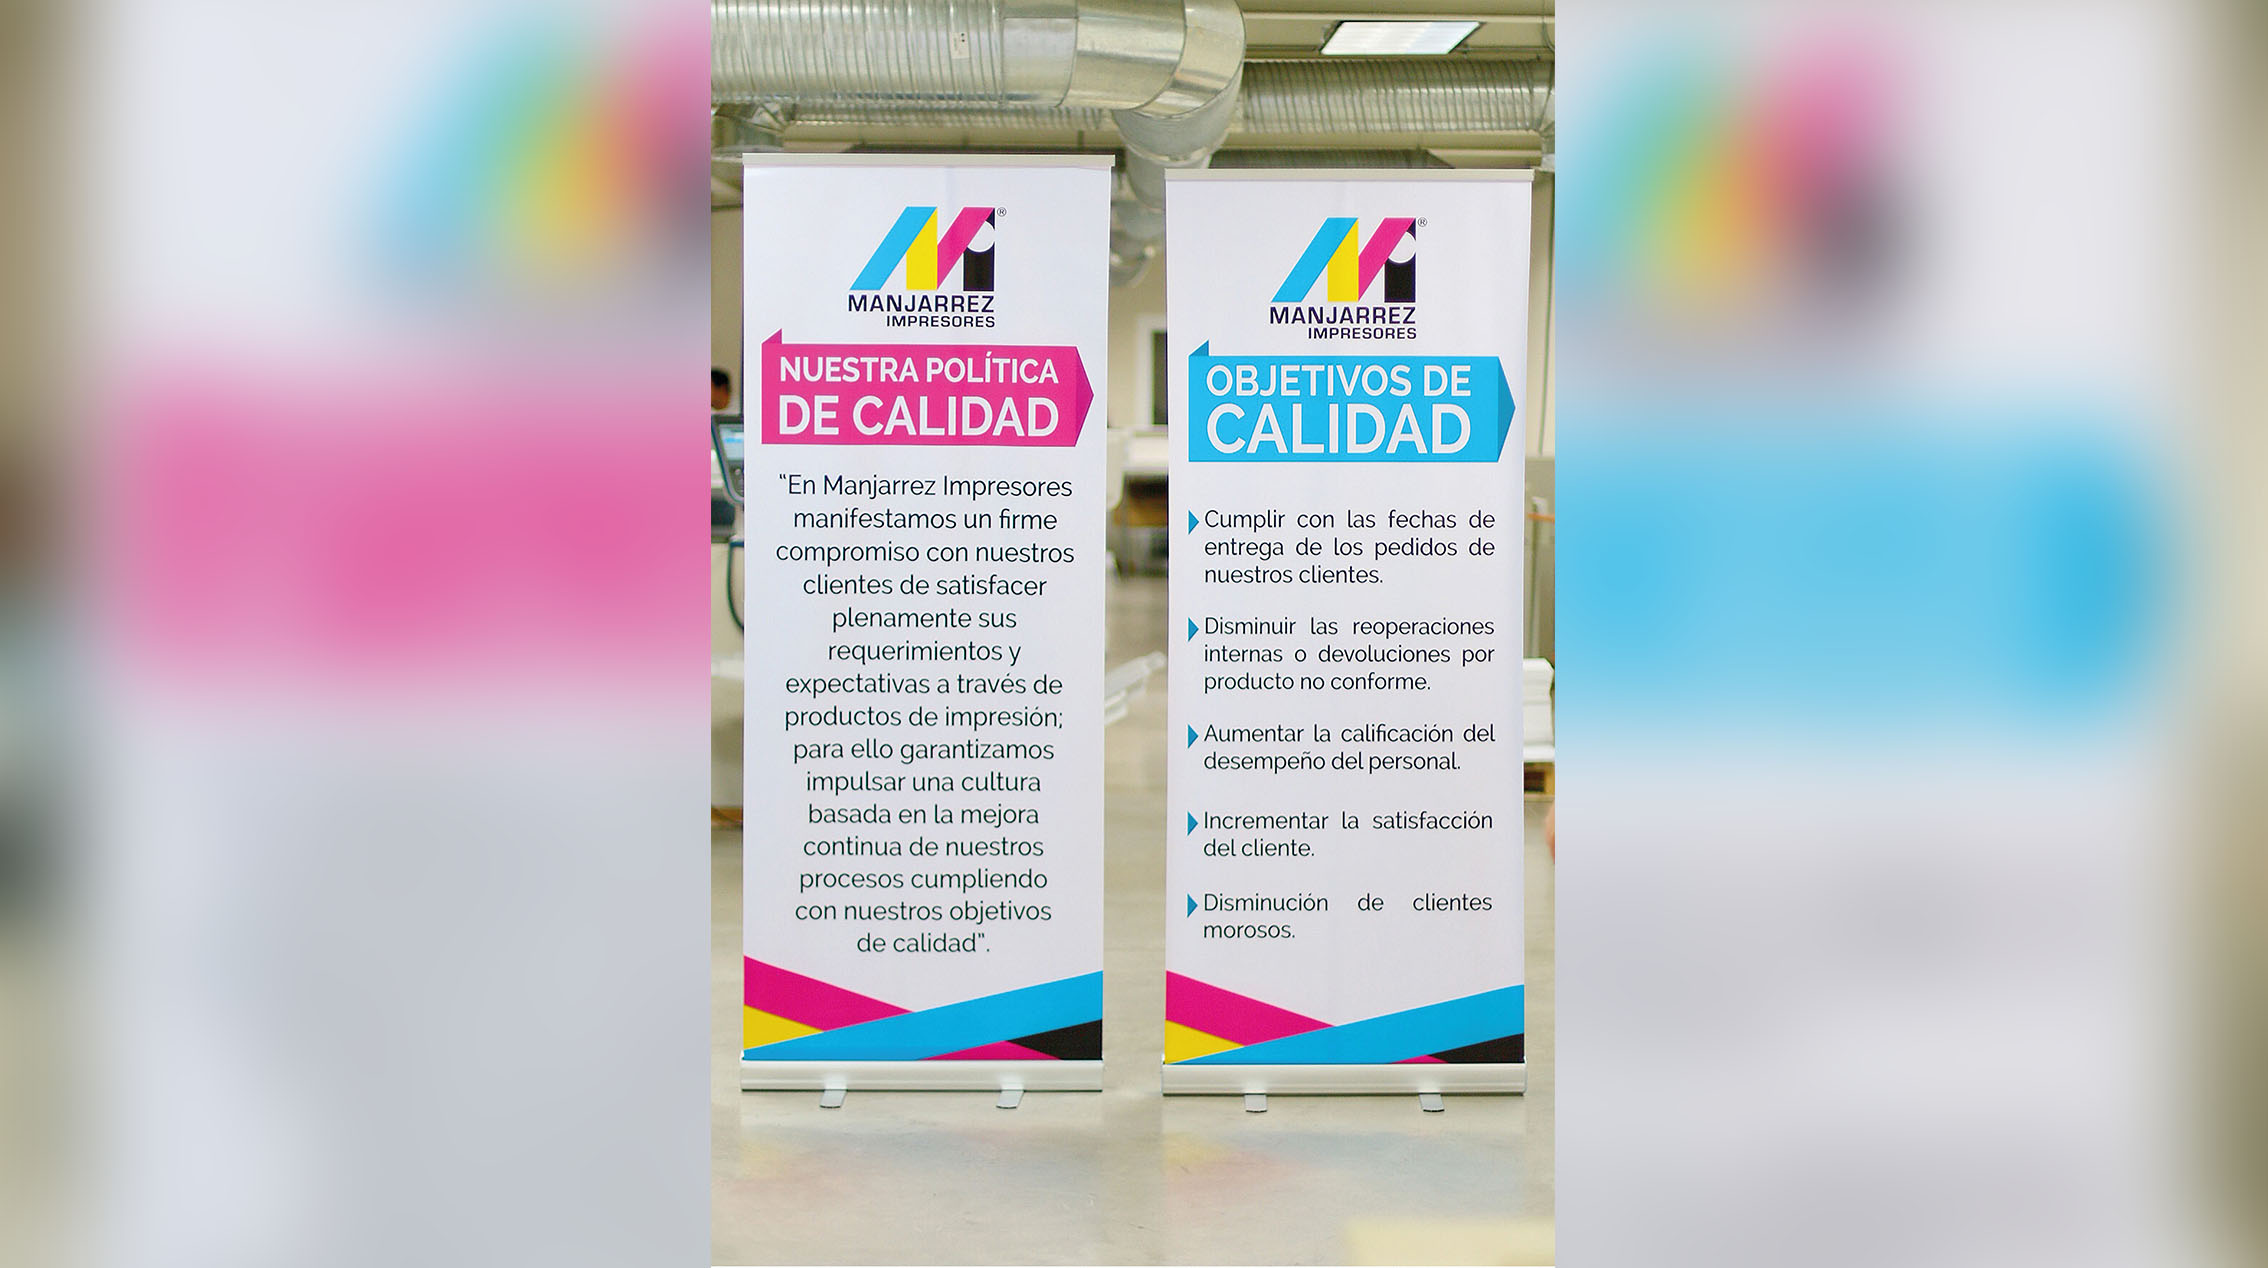 ®
MANJARREZ
IMPRESORES
NUESTRA POLÍTICA
DE CALIDAD
“En Manjarrez Impresores
manifestamos un firme
compromiso con nuestros
clientes de satisfacer
plenamente sus
requerimientos y
expectativas a través de
productos de impresión;
para ello garantizamos
impulsar una cultura
basada en la mejora
continua de nuestros
procesos cumpliendo
con nuestros objetivos
de calidad”.
®
MANJARREZ
IMPRESORES
OBJETIVOS DE
CALIDAD
Cumplir con las fechas de
entrega de los pedidos de
nuestros clientes.
Disminuir las reoperaciones
internas o devoluciones por
producto no conforme.
Aumentar la calificación del
desempeño del personal.
Incrementar la satisfacción
del cliente.
Disminución de clientes
morosos.